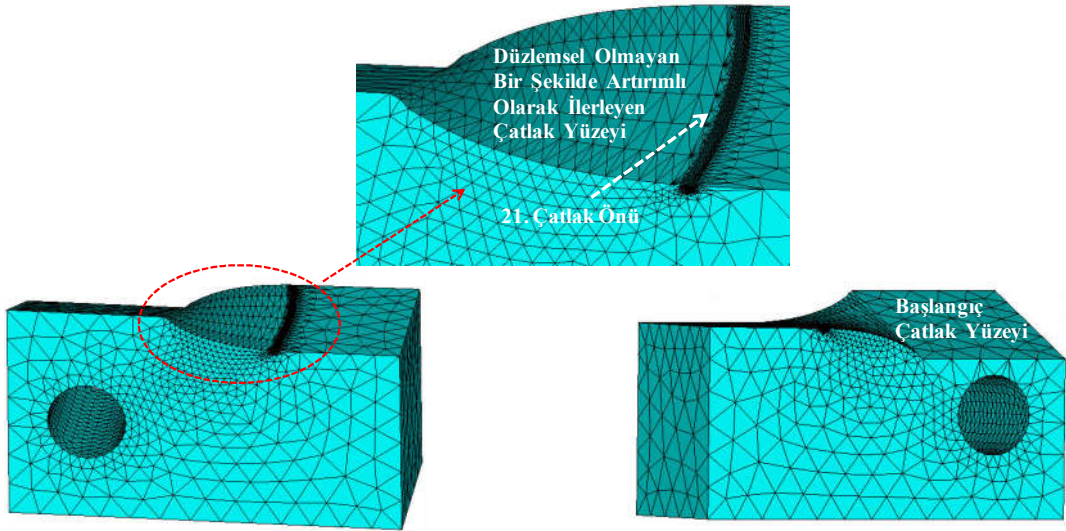 Düzlemsel Olmayan
Bir Şekilde Artırımlı
Olarak İlerleyen
Çatlak Yüzeyi
21. Çatlak Önü
Başlangıç
Çatlak Yüzeyi